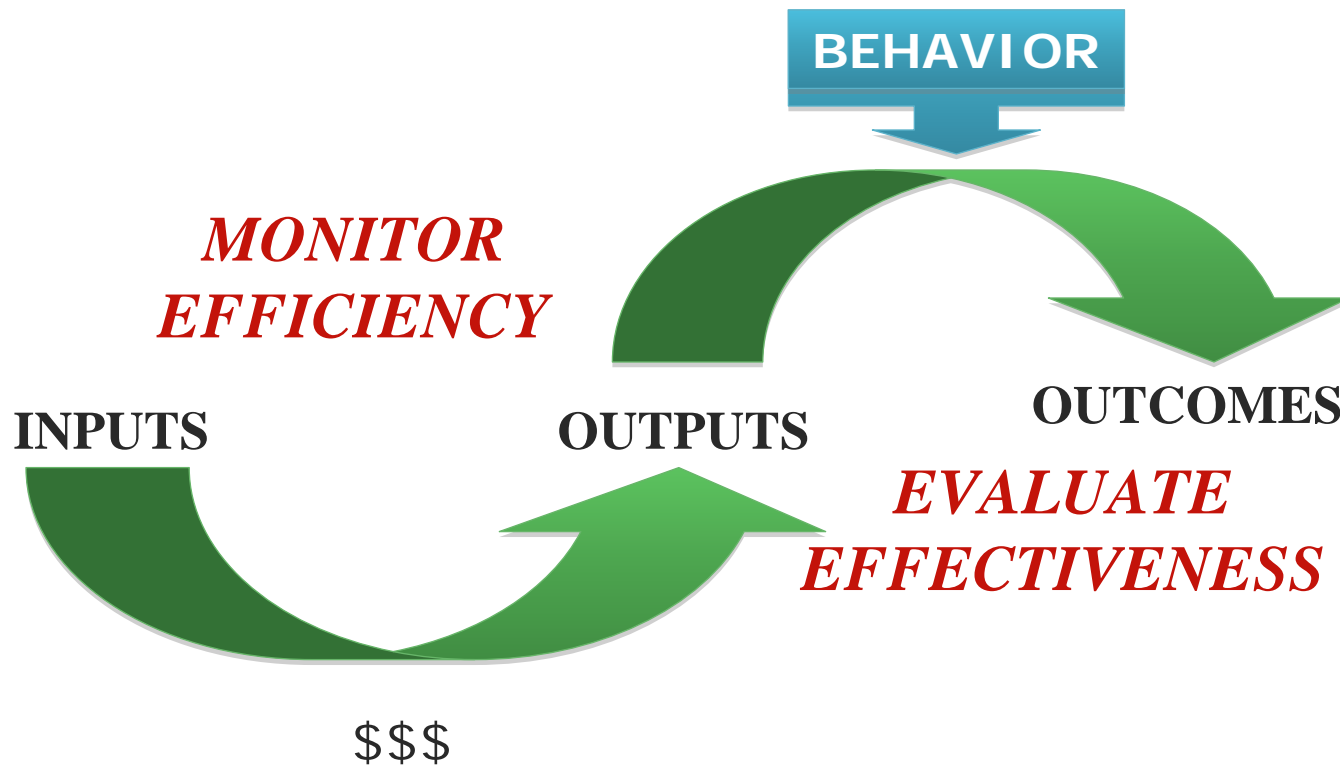 BEHAVIOR
MONITOR
EFFICIENCY
INPUTS
OUTPUTS
OUTCOMES
EVALUATE
EFFECTIVENESS
$$$